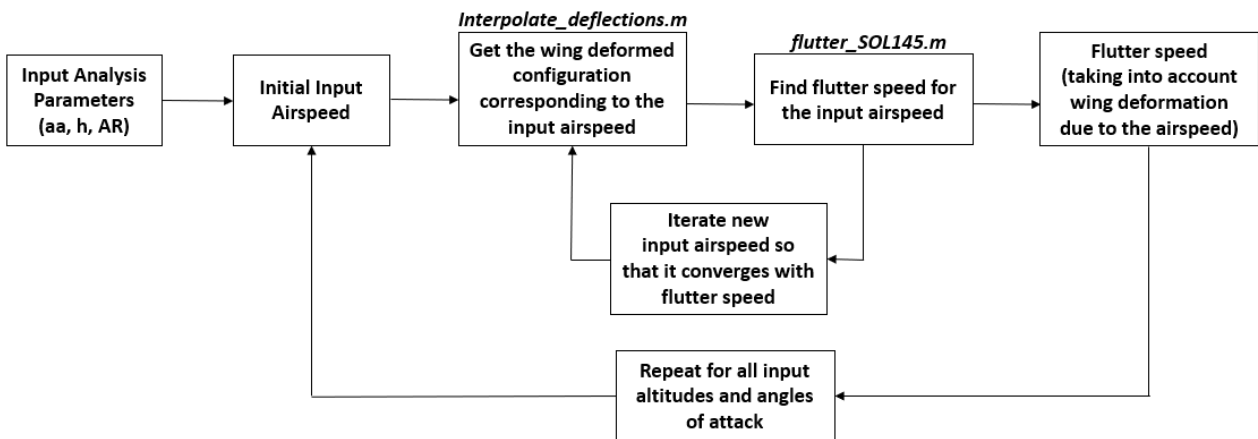 Input Analysis
Parameters
(aa, h, AR)
Initial Input
Airspeed
Interpolate_deflections.m
Get the wing deformed
configuration
corresponding to the
input airspeed
flutter_SOL145.m
Find flutter speed for
the input airspeed
Flutter speed
(taking into account
wing deformation
due to the airspeed)
Iterate new
input airspeed so
that it converges with
flutter speed
Repeat for all input
altitudes and angles
of attack